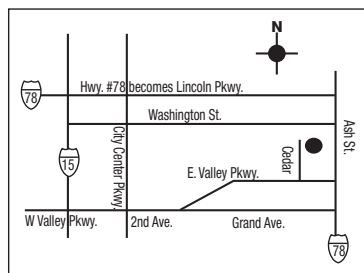 N
Hwy. #78 becomes Lincoln Pkwy.
78
Washington St.
City Center Pkwy.
Ash St.
Cedar
15
E. Valley Pkwy.
W Valley Pkwy.
2nd Ave.
Grand Ave.
78